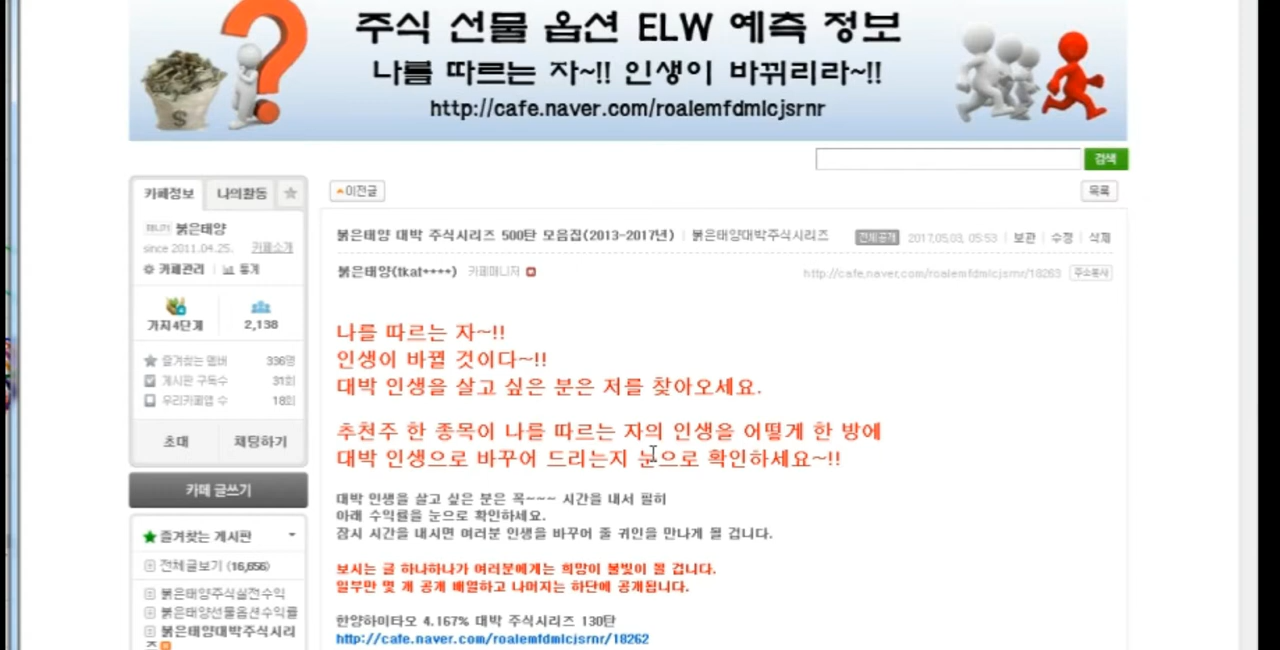 주식 선물 옵션 ELW 예측 정보
나를 따르는 자~!! 인생이 바뀌리라~!!
http://cafe.naver.com/roalemfdmlcjsrnr
검색
카페정보 나의활동
이전글
목록
매니저 붉은태양
since 2011.04.25. 카페소개
카페관리 통계
붉은태양 대박 주식시리즈 500탄 모음집(2013-2017년) | 붉은태양대박주식시리즈
전체공개 2017.05.03. 05:53 | 보관 | 수정 | 삭제
붉은태양(tkat****) 카페매니저
http://cafe.naver.com/roalemfdmlcjsrnr/18263 주소복사
가지4단계 2,138
즐겨찾는 멤버 336명
게시판 구독수 31회
우리카페앱 수 18회
초대 채팅하기
카페 글쓰기
즐겨찾는 게시판
전체글보기 (16,656)
붉은태양주식실전수익
붉은태양선물옵션수익률
붉은태양대박주식시리
즈
나를 따르는 자~!!
인생이 바뀔 것이다~!!
대박 인생을 살고 싶은 분은 저를 찾아오세요.
추천주 한 종목이 나를 따르는 자의 인생을 어떻게 한 방에
대박 인생으로 바꾸어 드리는지 눈으로 확인하세요~!!
대박 인생을 살고 싶은 분은 꼭~~~ 시간을 내서 필히
아래 수익률을 눈으로 확인하세요.
잠시 시간을 내시면 여러분 인생을 바꾸어 줄 귀인을 만나게 될 겁니다.
보시는 글 하나하나가 여러분에게는 희망이 불빛이 될 겁니다.
일부만 몇 개 공개 배열하고 나머지는 하단에 공개됩니다.
한양하이타오 4.167% 대박 주식시리즈 130탄
http://cafe.naver.com/roalemfdmlcjsrnr/18262